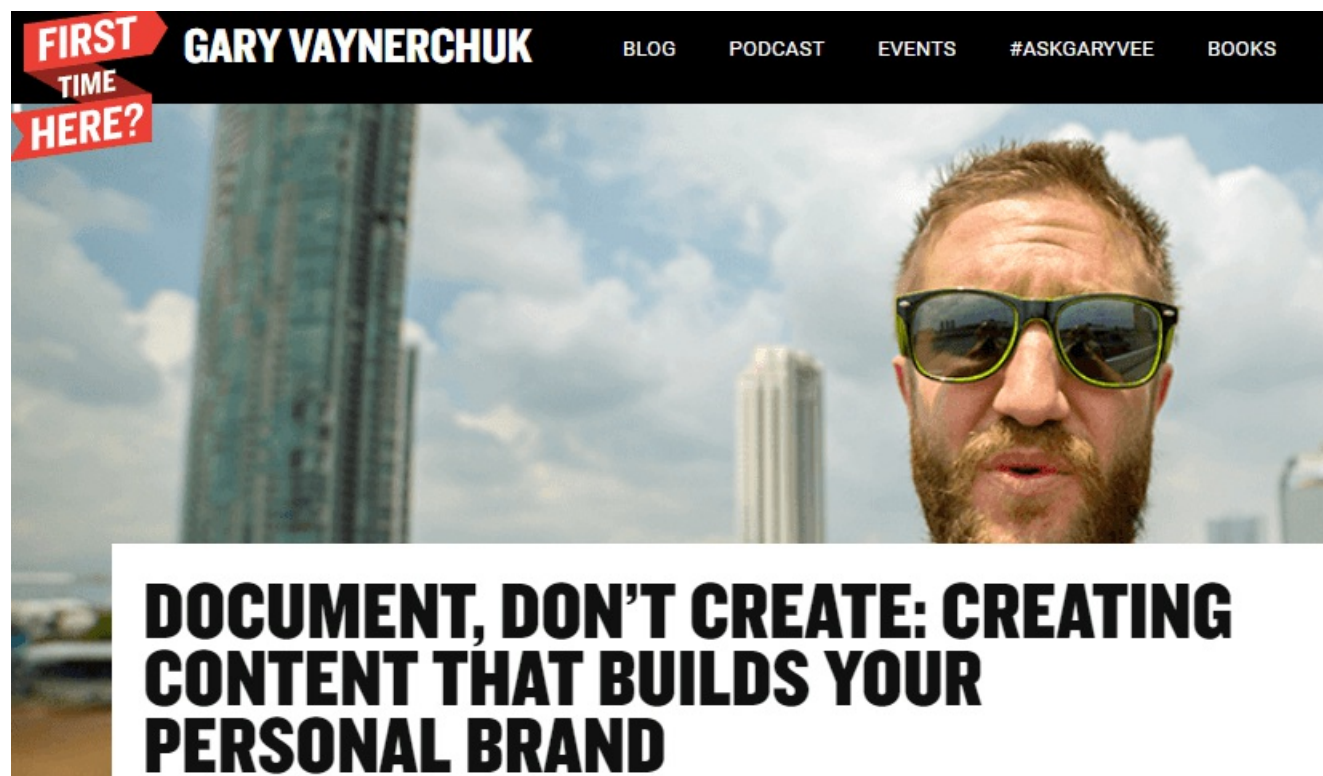 FIRST
TIME
HERE?
GARY VAYNERCHUK
BLOG
PODCAST
EVENTS
#ASKGARYVEE
BOOKS
DOCUMENT, DON'T CREATE: CREATING
CONTENT THAT BUILDS YOUR
PERSONAL BRAND